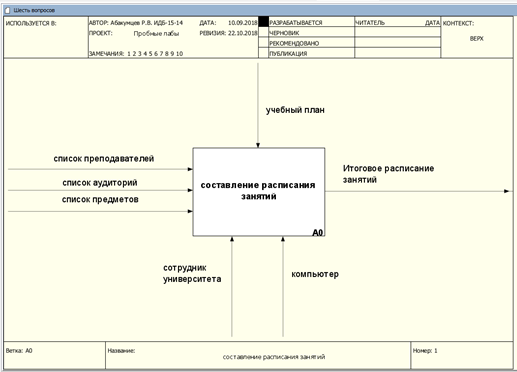 Шесть вопросов
ИСПОЛЬЗУЕТСЯ В:
АВТОР: Абакумцев Р.В. ИДБ-15-14
ДАТА: 10.09.2018
РАЗРАБАТЫВАЕТСЯ
ЧИТАТЕЛЬ
ДАТА
КОНТЕКСТ:
ПРОЕКТ: Пробные лабы
РЕВИЗИЯ: 22.10.2018
ЧЕРНОВИК
ВЕРХ
РЕКОМЕНДОВАНО
ЗАМЕЧАНИЯ: 1 2 3 4 5 6 7 8 9 10
ПУБЛИКАЦИЯ
учебный план
список преподавателей
список аудиторий
список предметов
составление расписания
занятий
A0
Итоговое расписание
занятий
сотрудник
университета
компьютер
Ветка: A0
Название:
составление расписания занятий
Номер: 1